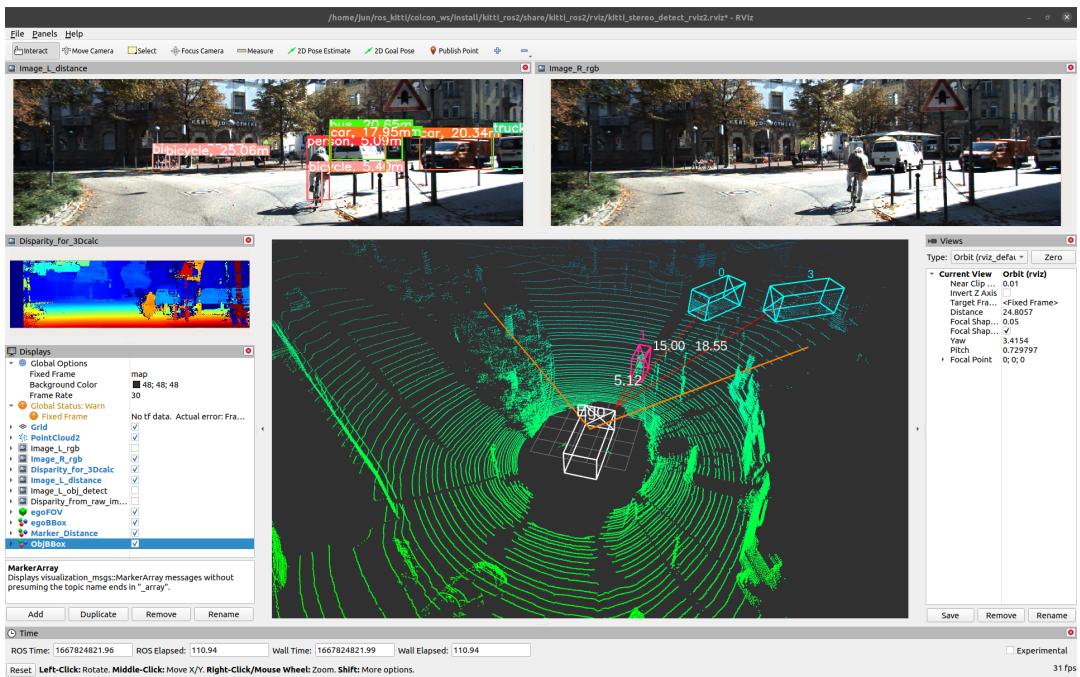 /home/jun/ros_kitti/colcon_ws/install/kitti_ros2/share/kitti_ros2/rviz/kitti_stereo_detect_rviz2.rviz* - RViz
File Panels Help
Interact Move Camera Select Focus Camera Measure 2D Pose Estimate 2D Goal Pose Publish Point
Image_L_distance
Image_R_rgb
bus, 20.65m
car, 17.95m
car, 20.34m
truck
person, 5.09m
bicycle, 25.06m
Disparity_for_3Dcalc
0
3
1
15.00 18.55
5.12
Ego
Displays
Global Options
Fixed Frame map
Background Color 48; 48; 48
Frame Rate 30
Global Status: Warn
Fixed Frame No tf data. Actual error: Fra...
Grid
PointCloud2
Image_L_rgb
Image_R_rgb
Disparity_for_3Dcalc
Image_L_distance
Image_L_obj_detect
Disparity_from_raw_im...
egoFOV
egoBBox
Marker_Distance
ObjBBox
MarkerArray
Displays visualization_msgs::MarkerArray messages without
presuming the topic name ends in "_array".
Add Duplicate Remove Rename
Views
Type: Orbit (rviz_defau Zero
Current View Orbit (rviz)
Near Clip ... 0.01
Invert Z Axis
Target Fra... <Fixed Frame>
Distance 24.8057
Focal Shap... 0.05
Focal Shap...
Yaw 3.4154
Pitch 0.729797
Focal Point 0; 0; 0
Save Remove Rename
Time
ROS Time: 1667824821.96 ROS Elapsed: 110.94 Wall Time: 1667824821.99 Wall Elapsed: 110.94 Experimental
Reset Left-Click: Rotate. Middle-Click: Move X/Y. Right-Click/Mouse Wheel: Zoom. Shift: More options. 31 fps